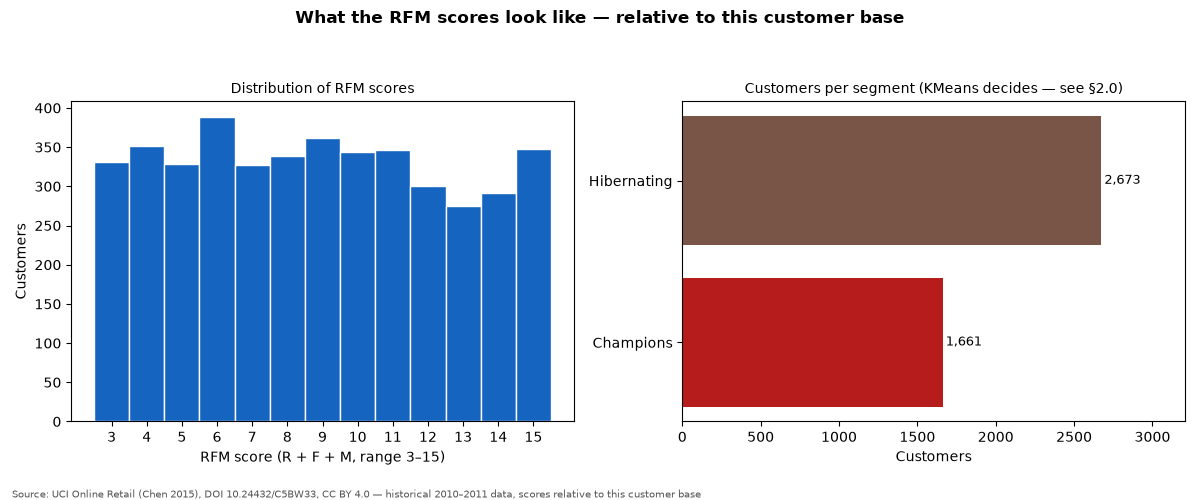 What the RFM scores look like — relative to this customer base
Distribution of RFM scores
Customers
400
350
300
250
200
150
100
50
0
3 4 5 6 7 8 9 10 11 12 13 14 15
RFM score (R + F + M, range 3–15)
Customers per segment (KMeans decides — see §2.0)
Hibernating
2,673
Champions
1,661
0 500 1000 1500 2000 2500 3000
Customers
Source: UCI Online Retail (Chen 2015), DOI 10.24432/C5BW33, CC BY 4.0 — historical 2010–2011 data, scores relative to this customer base